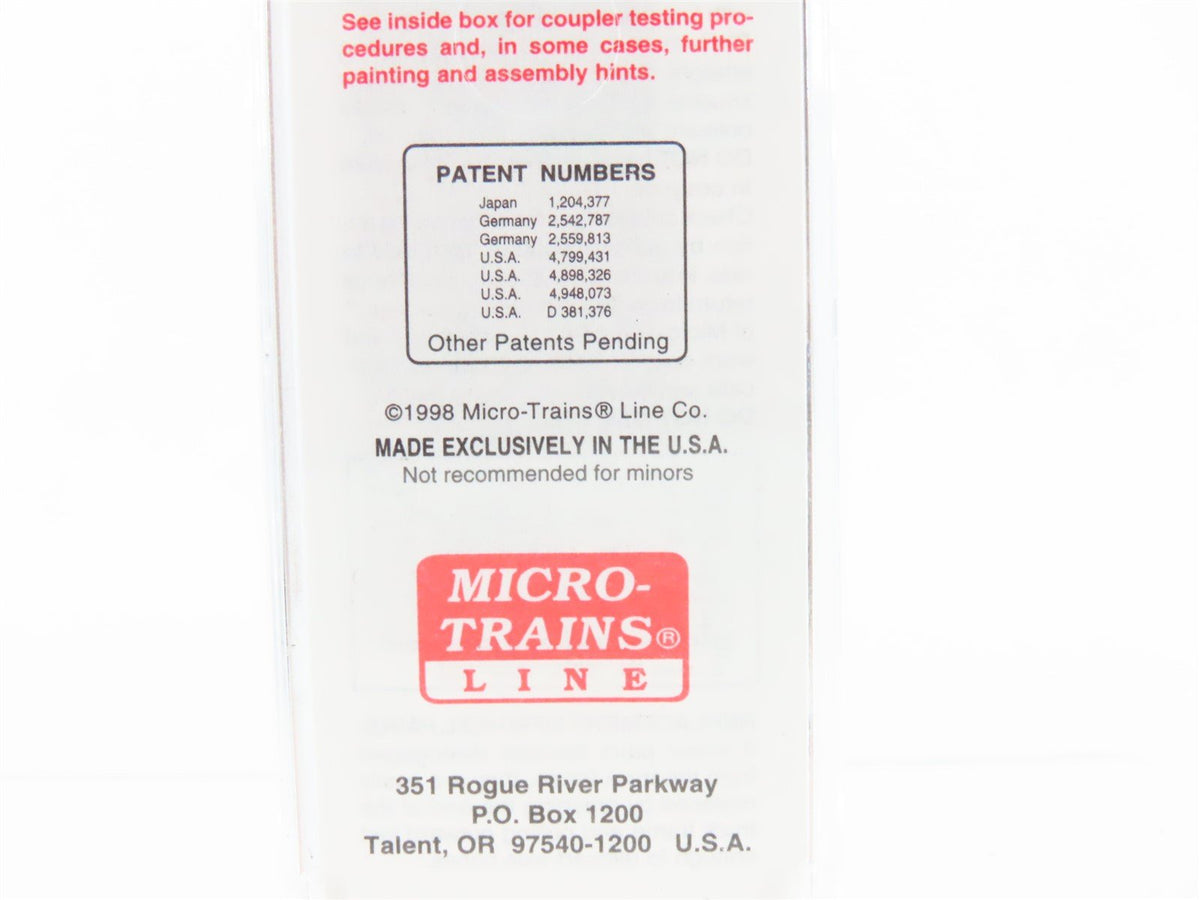 See inside box for coupler testing pro-
cedures and, in some cases, further
painting and assembly hints.
PATENT NUMBERS
Japan 1,204,377
Germany 2,542,787
Germany 2,559,813
U.S.A. 4,799,431
U.S.A. 4,898,326
U.S.A. 4,948,073
U.S.A. D 381,376
Other Patents Pending
©1998 Micro-Trains® Line Co.
MADE EXCLUSIVELY IN THE U.S.A.
Not recommended for minors
MICRO-
TRAINS®
LINE
351 Rogue River Parkway
P.O. Box 1200
Talent, OR 97540-1200 U.S.A.